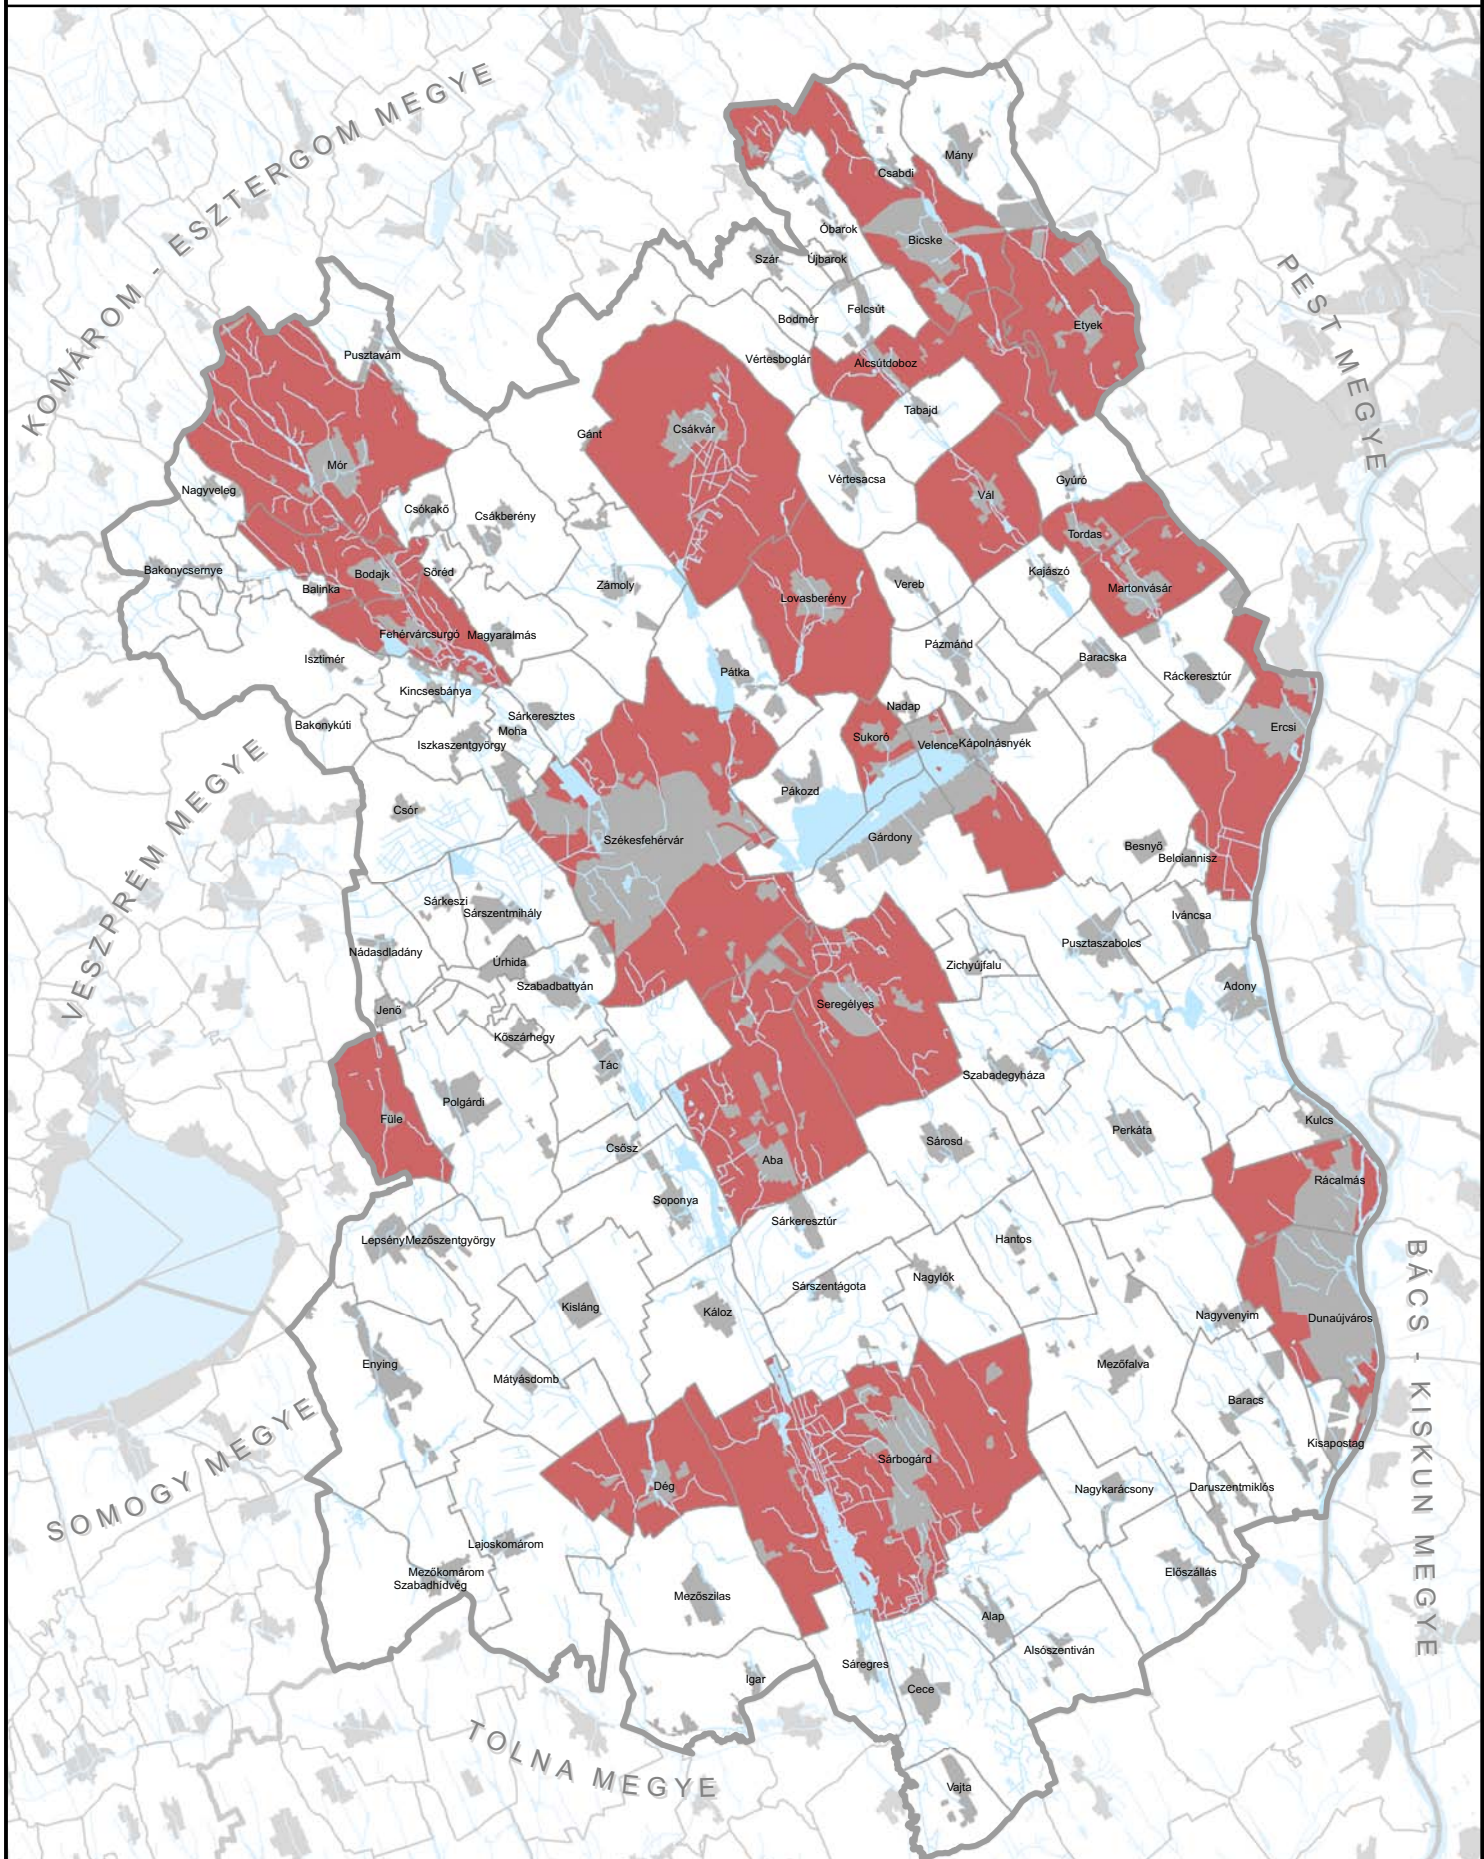 KOMÁROM - ESZTERGOM MEGYE
Mány
Csabdi
Óbarok
Bicske
Szár
Újbarok
PEST MEGYE
Felcsút
Bodmér
Etyek
Pusztavám
Vértesboglár
Alcsútdoboz
Tabajd
Csákvár
Gánt
Mór
Vértesacsa
Gyúró
Nagyveleg
Vál
Csókakő
Csákberény
Tordas
Bakonycsernye
Bodajk
Söréd
Kajászó
Balinka
Zámoly
Vereb
Martonvásár
Lovasberény
Fehérvárcsurgó
Magyaralmás
Pázmánd
Isztimér
Baracska
Pátka
Ráckeresztúr
Kincsesbánya
Nadap
Sárkeresztes
Bakonykúti
Moha
Ercsi
Sukoró
Iszkaszentgyörgy
Velence
Kápolnásnyék
VESZPRÉM MEGYE
Pákozd
Csór
Székesfehérvár
Gárdony
Besnyő
Beloiannisz
Sárkeszi
Sárszentmihály
Iváncsa
Pusztaszabolcs
Nádasdladány
Úrhida
Zichyújfalu
Szabadbattyán
Adony
Jenő
Seregélyes
Kőszárhegy
Tác
Szabadegyháza
Polgárdi
Füle
Kulcs
Perkáta
Csősz
Sárosd
Aba
Rácalmás
Soponya
Sárkeresztúr
Lepsény
Mezőszentgyörgy
Hantos
Nagylók
Sárszentágota
Kisláng
Káloz
Nagyvenyim
Dunaújváros
BÁCS - KISKUN MEGYE
Enying
Mezőfalva
Mátyásdomb
Baracs
SOMOGY MEGYE
Kisapostag
Sárbogárd
Dég
Nagykarácsony
Daruszentmiklós
Lajoskomárom
Mezőkomárom
Szabadhídvég
Előszállás
Mezőszilas
Alap
Alsószentiván
Sáregres
Igar
Cece
TOLNA MEGYE
Vajta